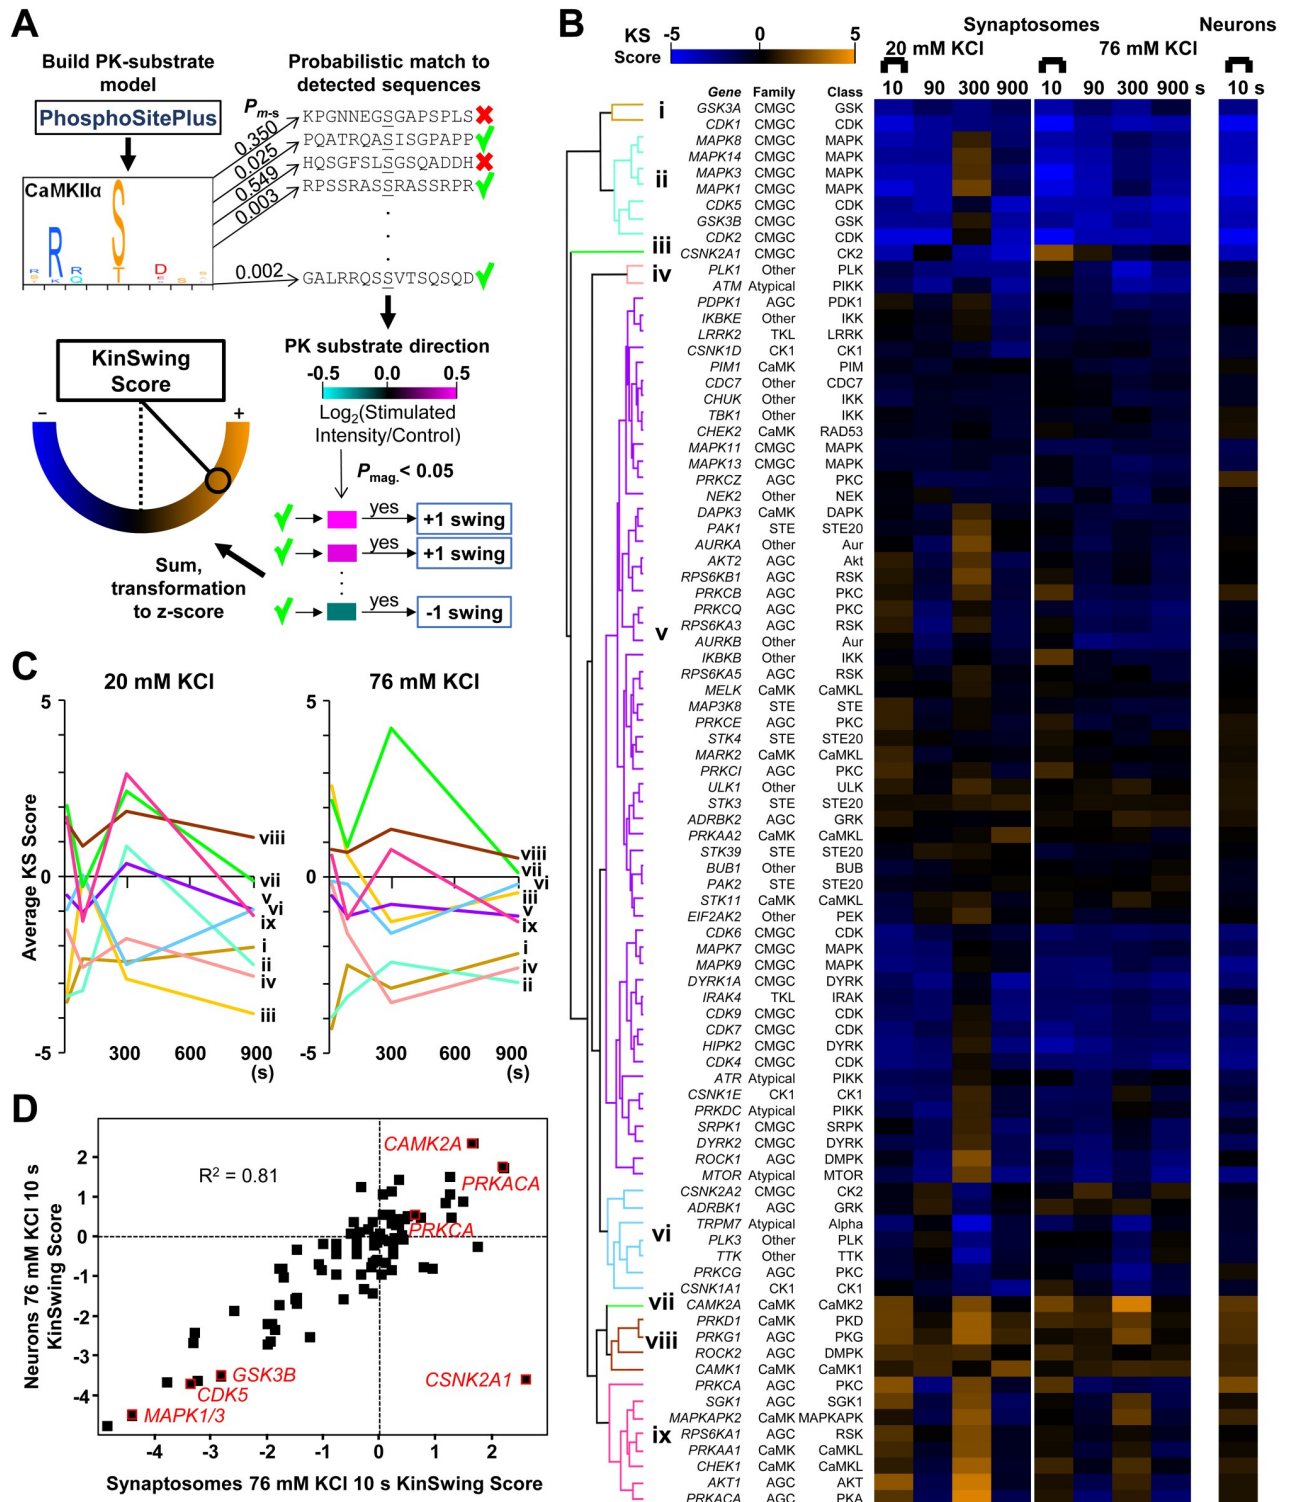 A
Build PK-substrate
model
PhosphoSitePlus
CaMKIIα
Probabilistic match to
detected sequences
Pm-s
0.350
0.025
0.549
0.003
0.002
KPGNNEGSGAPSPLS
PQATRQASISGPAPP
HQSGFSLSGSQADDH
RPSSRASSRASSRPR
GALRRQSSVTSQSQD
PK substrate direction
-0.5 0.0 0.5
Log2(Stimulated
Intensity/Control)
Pmag.< 0.05
yes +1 swing
yes +1 swing
yes -1 swing
Sum,
transformation
to z-score
KinSwing
Score
– +
B
KS
Score
-5 0 5
Synaptosomes Neurons
20 mM KCl 76 mM KCl
Gene Family Class 10 90 300 900 10 90 300 900 s 10 s
i
ii
iii
iv
v
vi
vii
viii
ix
GSK3A CMGC GSK
CDK1 CMGC CDK
MAPK8 CMGC MAPK
MAPK14 CMGC MAPK
MAPK3 CMGC MAPK
MAPK1 CMGC MAPK
CDK5 CMGC CDK
GSK3B CMGC GSK
CDK2 CMGC CDK
CSNK2A1 CMGC CK2
PLK1 Other PLK
ATM Atypical PIKK
PDPK1 AGC PDK1
IKBKE Other IKK
LRRK2 TKL LRRK
CSNK1D CK1 CK1
PIM1 CaMK PIM
CDC7 Other CDC7
CHUK Other IKK
TBK1 Other IKK
CHEK2 CaMK RAD53
MAPK11 CMGC MAPK
MAPK13 CMGC MAPK
PRKCZ AGC PKC
NEK2 Other NEK
DAPK3 CaMK DAPK
PAK1 STE STE20
AURKA Other Aur
AKT2 AGC Akt
RPS6KB1 AGC RSK
PRKCB AGC PKC
PRKCQ AGC PKC
RPS6KA3 AGC RSK
AURKB Other Aur
IKBKB Other IKK
RPS6KA5 AGC RSK
MELK CaMK CaMKL
MAP3K8 STE STE
PRKCE AGC PKC
STK4 STE STE20
MARK2 CaMK CaMKL
PRKCI AGC PKC
ULK1 Other ULK
STK3 STE STE20
ADRBK2 AGC GRK
PRKAA2 CaMK CaMKL
STK39 STE STE20
BUB1 Other BUB
PAK2 STE STE20
STK11 CaMK CaMKL
EIF2AK2 Other PEK
CDK6 CMGC CDK
MAPK7 CMGC MAPK
MAPK9 CMGC MAPK
DYRK1A CMGC DYRK
IRAK4 TKL IRAK
CDK9 CMGC CDK
CDK7 CMGC CDK
HIPK2 CMGC DYRK
CDK4 CMGC CDK
ATR Atypical PIKK
CSNK1E CK1 CK1
PRKDC Atypical PIKK
SRPK1 CMGC SRPK
DYRK2 CMGC DYRK
ROCK1 AGC DMPK
MTOR Atypical MTOR
CSNK2A2 CMGC CK2
ADRBK1 AGC GRK
TRPM7 Atypical Alpha
PLK3 Other PLK
TTK Other TTK
PRKCG AGC PKC
CSNK1A1 CK1 CK1
CAMK2A CaMK CaMK2
PRKD1 CaMK PKD
PRKG1 AGC PKG
ROCK2 AGC DMPK
CAMK1 CaMK CaMK1
PRKCA AGC PKC
SGK1 AGC SGK1
MAPKAPK2 CaMK MAPKAPK
RPS6KA1 AGC RSK
PRKAA1 CaMK CaMKL
CHEK1 CaMK CaMKL
AKT1 AGC AKT
PRKACA AGC PKA
C
20 mM KCl
Average KS Score
5
0
-5
300 600 900
(s)
viii
vii
v
vi
ix
i
ii
iv
iii
76 mM KCl
5
0
-5
300 600 900
(s)
viii
vii
vi
iii
v
ix
i
iv
ii
D
Neurons 76 mM KCl 10 s
KinSwing Score
2
1
0
-1
-2
-3
-4
R2 = 0.81
CAMK2A
PRKACA
PRKCA
GSK3B
CDK5
MAPK1/3
CSNK2A1
-4 -3 -2 -1 0 1 2
Synaptosomes 76 mM KCl 10 s KinSwing Score